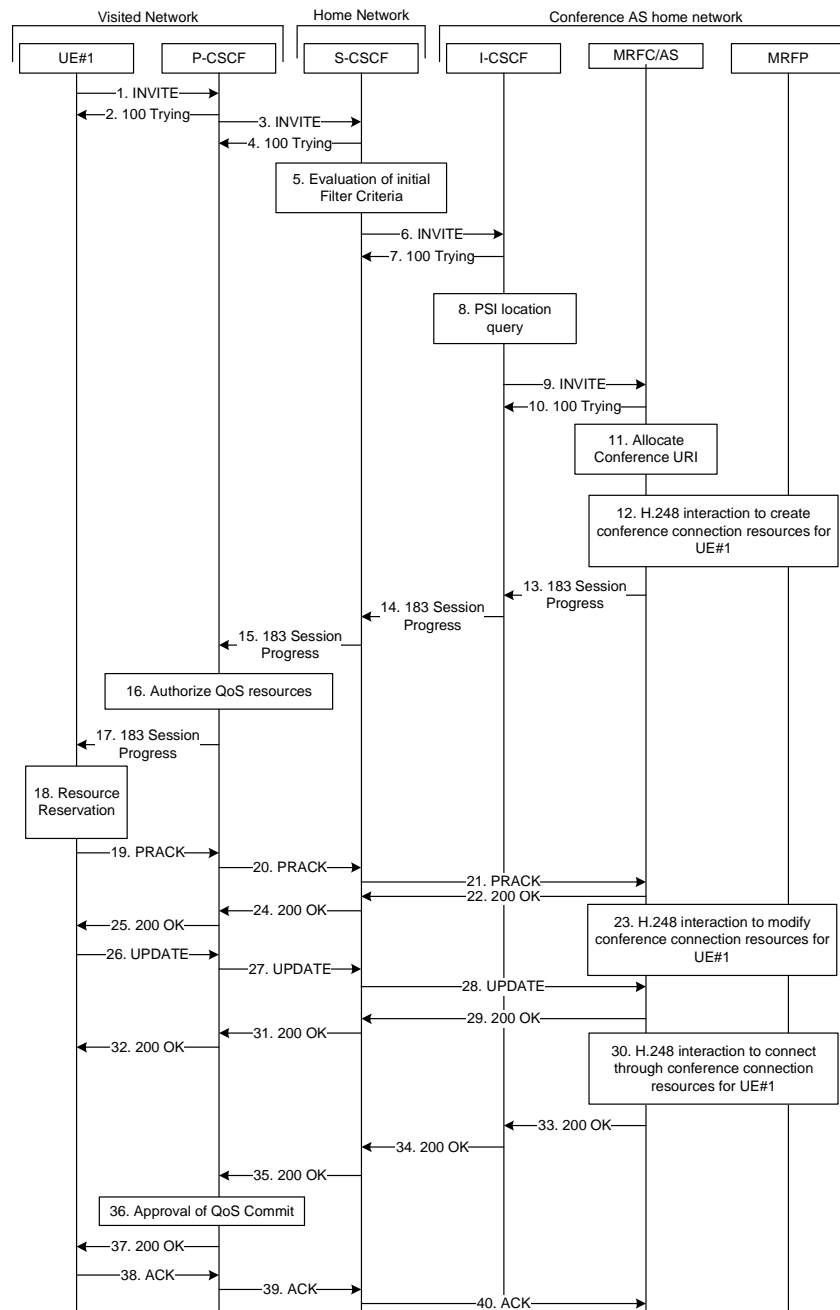 Visited Network
Home Network
Conference AS home network
UE#1
P-CSCF
S-CSCF
I-CSCF
MRFC/AS
MRFP
1. INVITE
2. 100 Trying
3. INVITE
4. 100 Trying
5. Evaluation of initial
Filter Criteria
6. INVITE
7. 100 Trying
8. PSI location
query
9. INVITE
10. 100 Trying
11. Allocate
Conference URI
12. H.248 interaction to create
conference connection resources for
UE#1
13. 183 Session
Progress
14. 183 Session
Progress
15. 183 Session
Progress
16. Authorize QoS resources
17. 183 Session
Progress
18. Resource
Reservation
19. PRACK
20. PRACK
21. PRACK
22. 200 OK
23. H.248 interaction to modify
conference connection resources for
UE#1
24. 200 OK
25. 200 OK
26. UPDATE
27. UPDATE
28. UPDATE
29. 200 OK
30. H.248 interaction to connect
through conference connection
resources for UE#1
31. 200 OK
32. 200 OK
33. 200 OK
34. 200 OK
35. 200 OK
36. Approval of QoS Commit
37. 200 OK
38. ACK
39. ACK
40. ACK